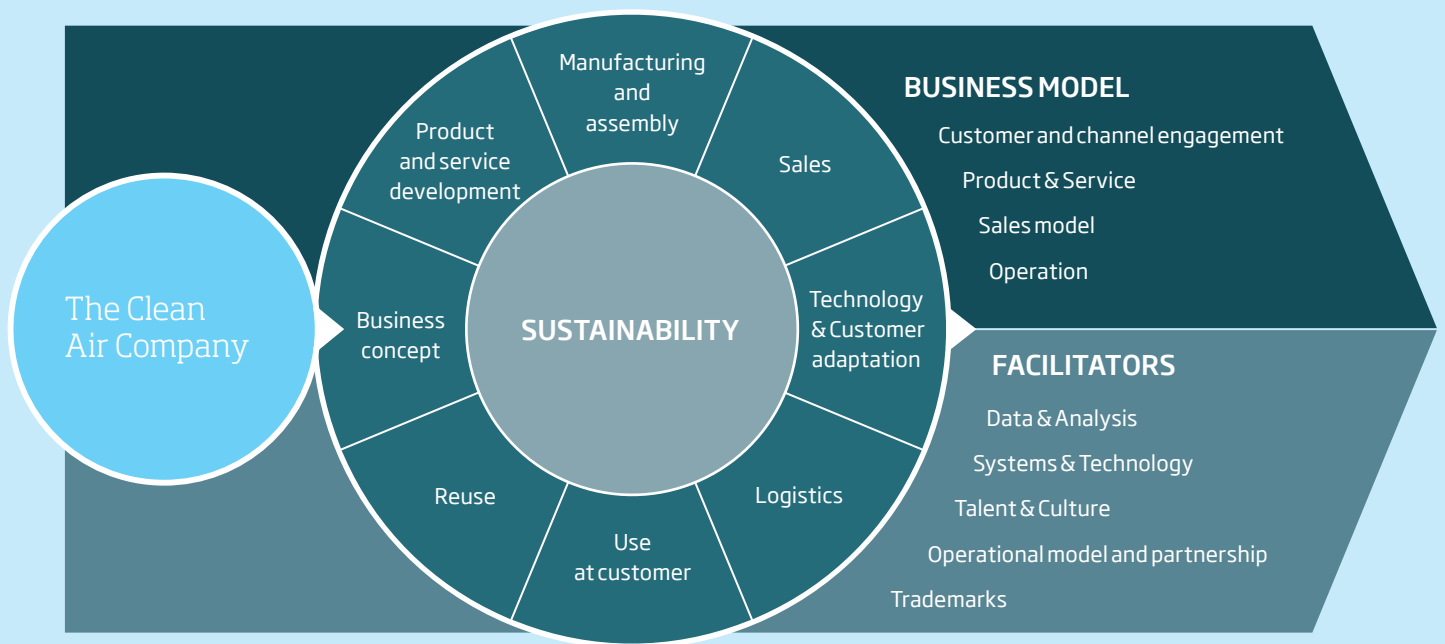 The Clean
Air Company
Manufacturing
and
assembly
Product
and service
development
Sales
Business
concept
SUSTAINABILITY
Technology
& Customer
adaptation
Reuse
Logistics
Use
at customer
BUSINESS MODEL
Customer and channel engagement
Product & Service
Sales model
Operation
FACILITATORS
Data & Analysis
Systems & Technology
Talent & Culture
Operational model and partnership
Trademarks